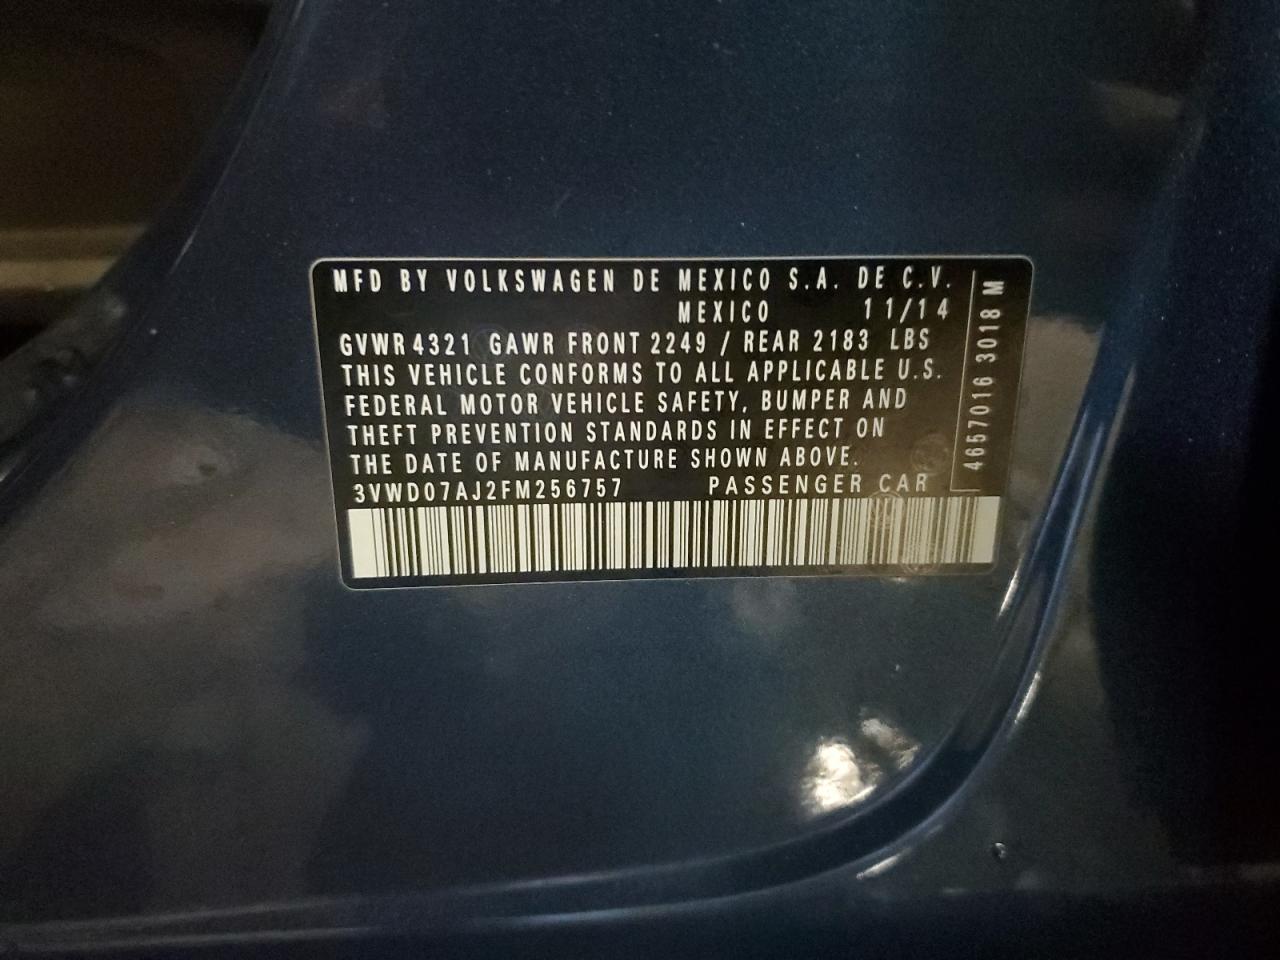 MFD BY VOLKSWAGEN DE MEXICO S.A. DE C.V.
MEXICO 11/14
GVWR 4321 GAWR FRONT 2249 / REAR 2183 LBS
THIS VEHICLE CONFORMS TO ALL APPLICABLE U.S.
FEDERAL MOTOR VEHICLE SAFETY, BUMPER AND
THEFT PREVENTION STANDARDS IN EFFECT ON
THE DATE OF MANUFACTURE SHOWN ABOVE.
3VWD07AJ2FM256757 PASSENGER CAR
4657016 3018 M